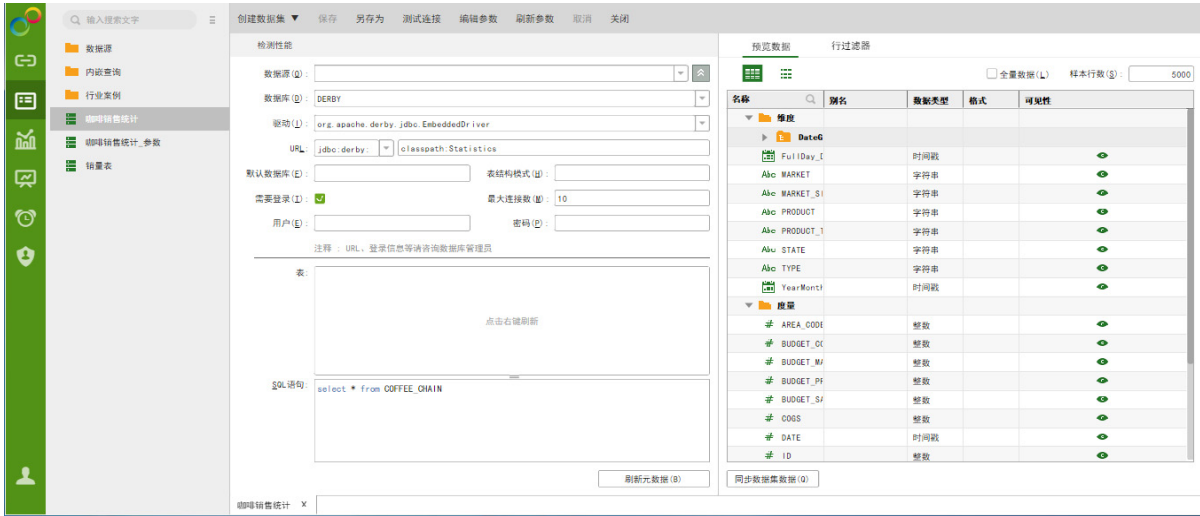 输入搜索文字
数据源
内嵌查询
行业案例
咖啡销售统计
咖啡销售统计_参数
销量表
创建数据集 ▼ 保存 另存为 测试连接 编辑参数 刷新参数 取消 关闭
检测性能
数据源(O):
数据库(D): DERBY
驱动(I): org.apache.derby.jdbc.EmbeddedDriver
URL: jdbc:derby: classpath:Statistics
默认数据库(F): 表结构模式(H):
需要登录(I): 最大连接数(M): 10
用户(E): 密码(P):
注释 : URL、登录信息等请咨询数据库管理员
表:
点击右键刷新
SQL语句: select * from COFFEE_CHAIN
刷新元数据(B)
咖啡销售统计 X
预览数据 行过滤器
全量数据(L) 样本行数(S): 5000
名称 别名 数据类型 格式 可见性
维度
DateG
FullDay_D 时间戳
Abc MARKET 字符串
Abc MARKET_SI 字符串
Abc PRODUCT 字符串
Abc PRODUCT_T 字符串
Abc STATE 字符串
Abc TYPE 字符串
YearMonth 时间戳
度量
# AREA_CODE 整数
# BUDGET_CO 整数
# BUDGET_MA 整数
# BUDGET_PR 整数
# BUDGET_SA 整数
# COGS 整数
# DATE 时间戳
# ID 整数
同步数据集数据(Q)